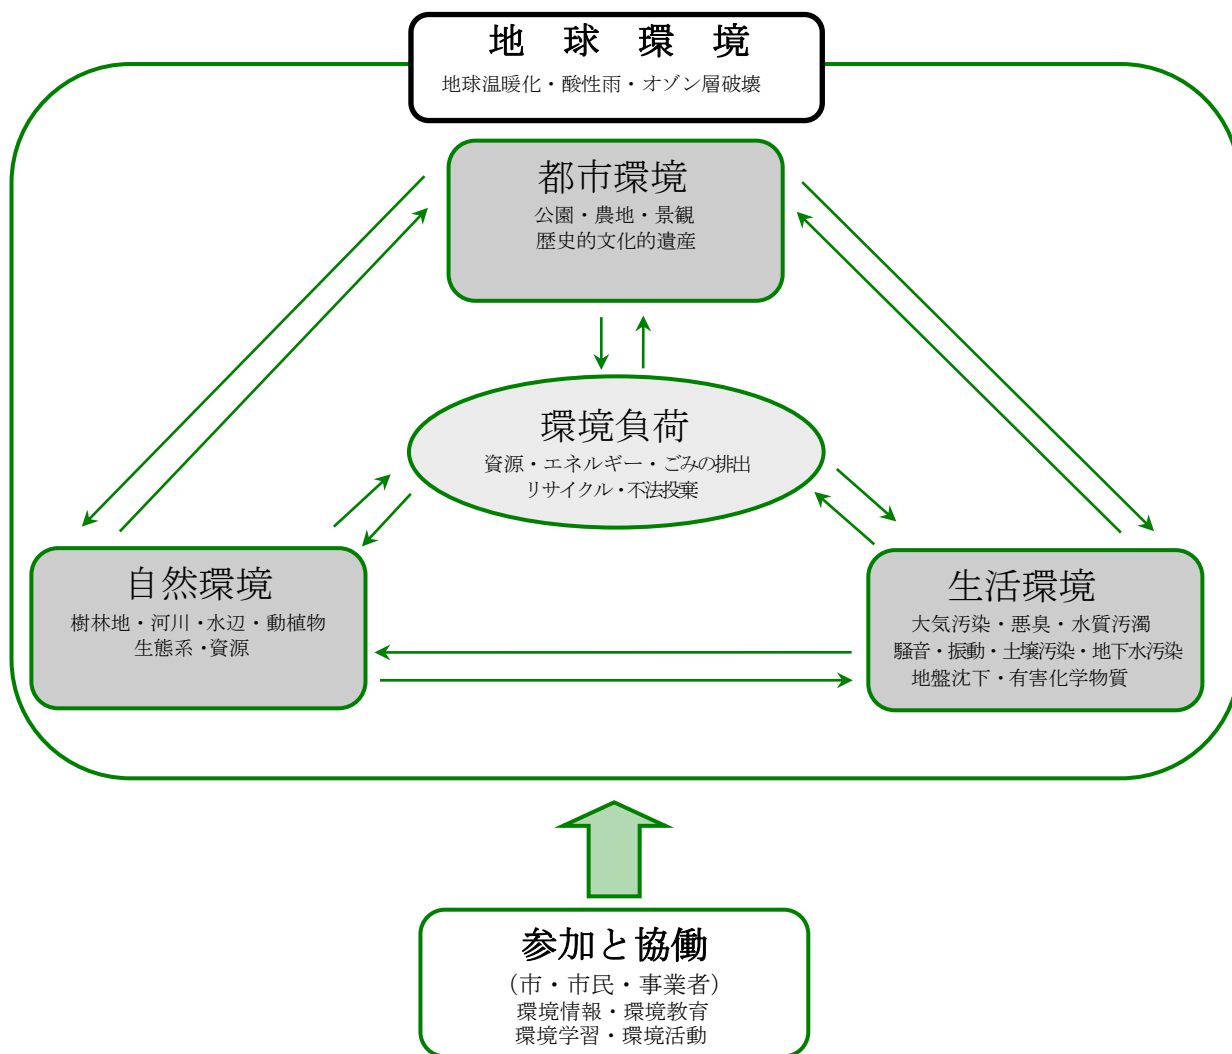 地　球　環　境
地球温暖化・酸性雨・オゾン層破壊
都市環境
公園・農地・景観
歴史的文化的遺産
環境負荷
資源・エネルギー・ごみの排出
リサイクル・不法投棄
自然環境
樹林地・河川・水辺・動植物
生態系・資源
生活環境
大気汚染・悪臭・水質汚濁
騒音・振動・土壌汚染・地下水汚染
地盤沈下・有害化学物質
参加と協働
（市・市民・事業者）
環境情報・環境教育
環境学習・環境活動